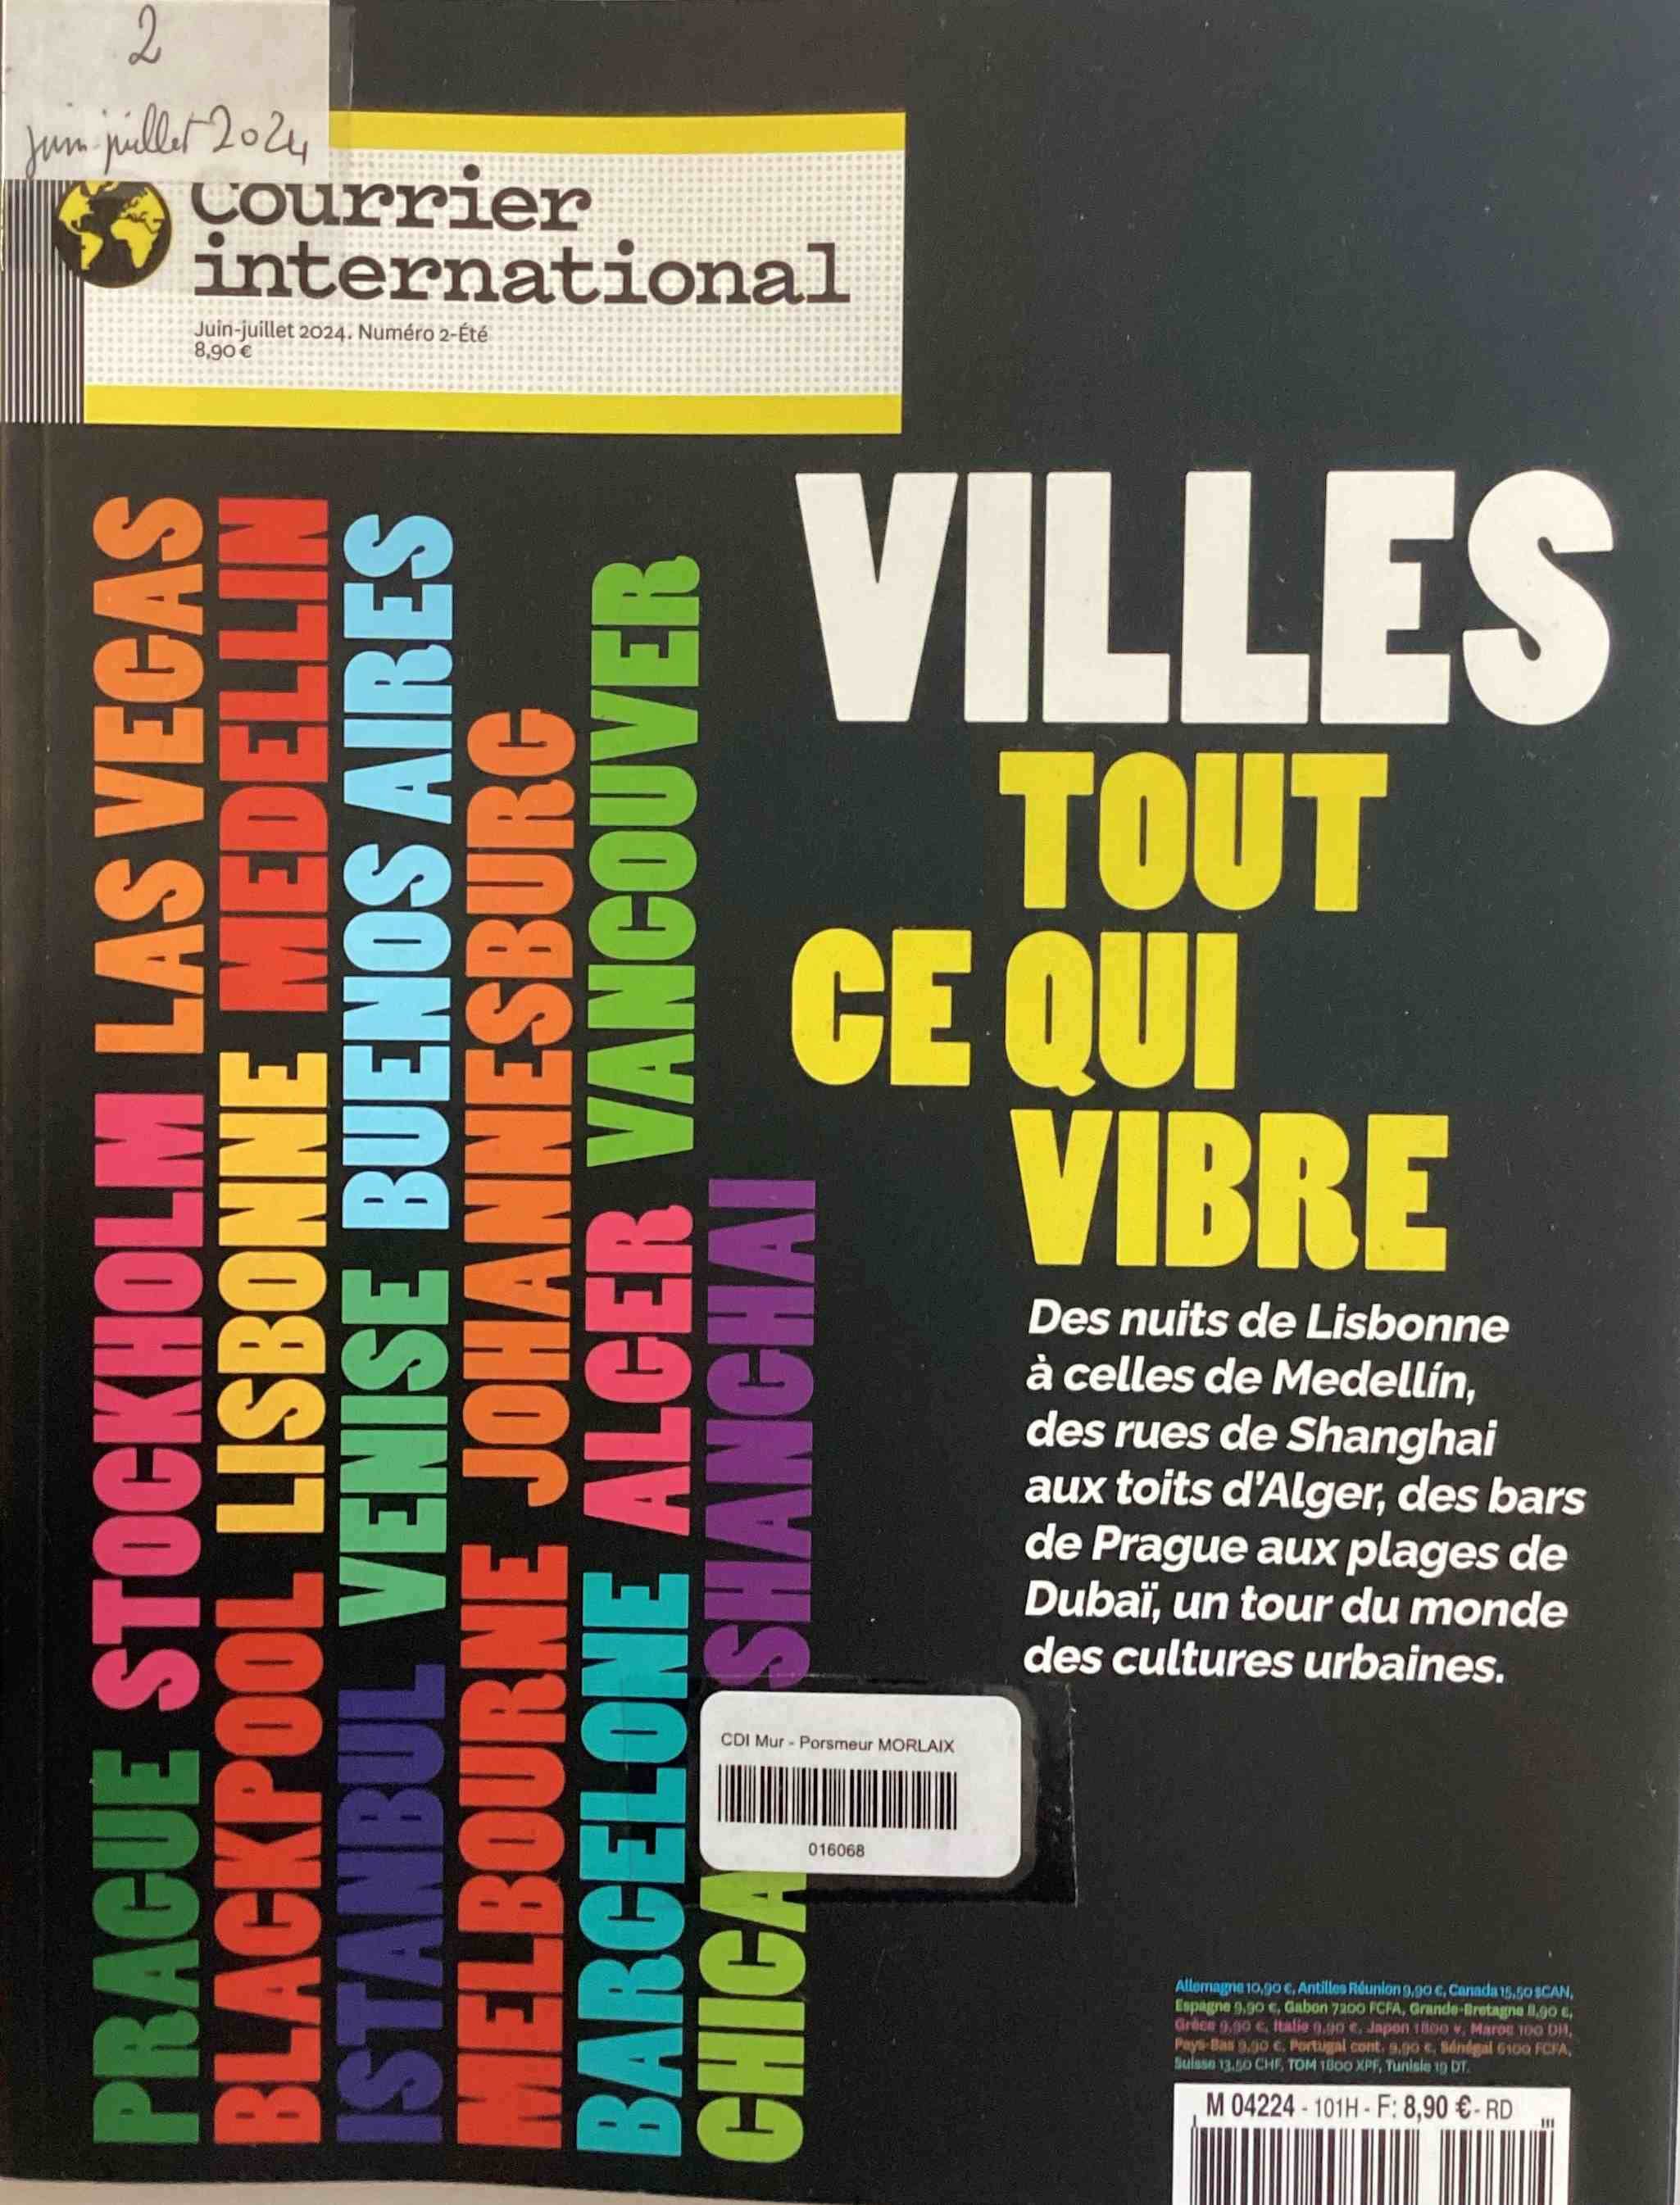 2
juin-juillet 2024
Courrier
international
Juin-juillet 2024. Numéro 2-Été
8,90 €
VILLES
TOUT
CE QUI
VIBRE
Des nuits de Lisbonne
à celles de Medellín,
des rues de Shanghai
aux toits d'Alger, des bars
de Prague aux plages de
Dubaï, un tour du monde
des cultures urbaines.
PRAGUE STOCKHOLM LAS VEGAS
BLACKPOOL LISBONNE MEDELLIN
ISTANBUL VENISE BUENOS AIRES
MELBOURNE JOHANNESBURG
BARCELONE ALGER VANCOUVER
CHICA SHANGHAI
CDI Mur - Porsmeur MORLAIX
016068
Allemagne 10,90 €, Antilles Réunion 9,90 €, Canada 15,50 $CAN,
Espagne 9,90 €, Gabon 7200 FCFA, Grande-Bretagne 8,90 £,
Grèce 9,90 €, Italie 9,90 €, Japon 1800 ¥, Maroc 100 DH,
Pays-Bas 9,90 €, Portugal cont. 9,90 €, Sénégal 6100 FCFA,
Suisse 13,50 CHF, TOM 1800 XPF, Tunisie 19 DT.
M 04224 - 101H - F: 8,90 € - RD